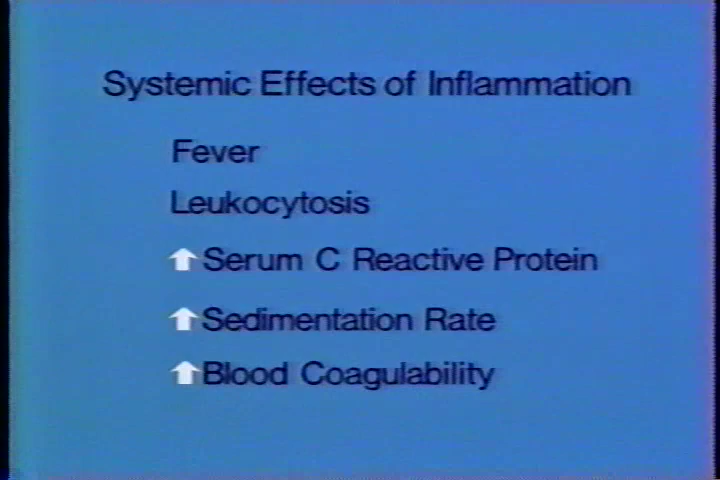 Systemic Effects of Inflammation
Fever
Leukocytosis
⬆ Serum C Reactive Protein
⬆ Sedimentation Rate
⬆ Blood Coagulability